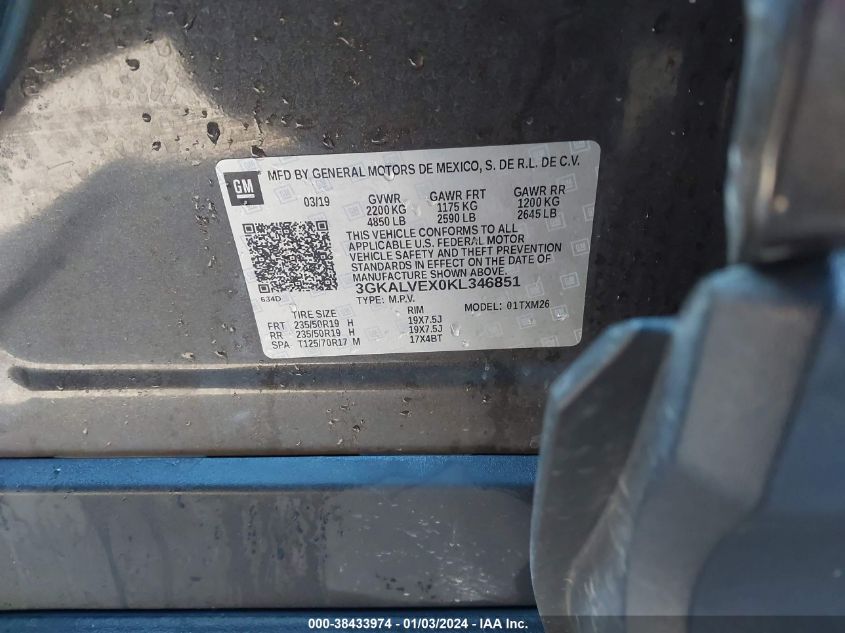 GM
MFD BY GENERAL MOTORS DE MEXICO, S. DE R.L. DE C.V.
03/19 GVWR GAWR FRT GAWR RR
2200 KG 1175 KG 1200 KG
4850 LB 2590 LB 2645 LB
THIS VEHICLE CONFORMS TO ALL
APPLICABLE U.S. FEDERAL MOTOR
VEHICLE SAFETY AND THEFT PREVENTION
STANDARDS IN EFFECT ON THE DATE OF
MANUFACTURE SHOWN ABOVE.
634D
3GKALVEX0KL346851
TYPE: M.P.V. MODEL: 01TXM26
TIRE SIZE RIM
FRT 235/50R19 H 19X7.5J
RR 235/50R19 H 19X7.5J
SPA T125/70R17 M 17X4BT
000-38433974 - 01/03/2024 - IAA Inc.